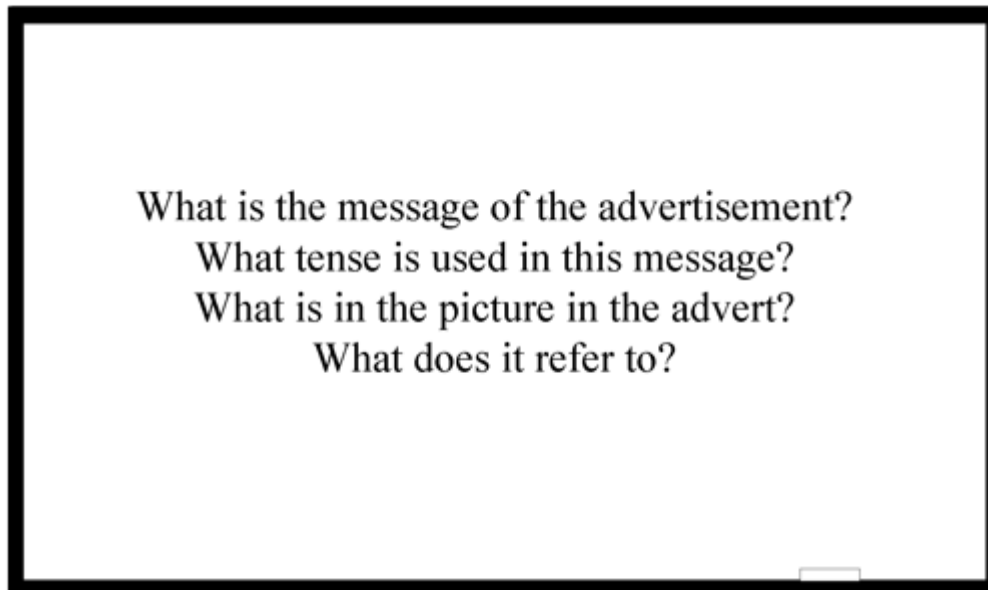 What is the message of the advertisement?
What tense is used in this message?
What is in the picture in the advert?
What does it refer to?